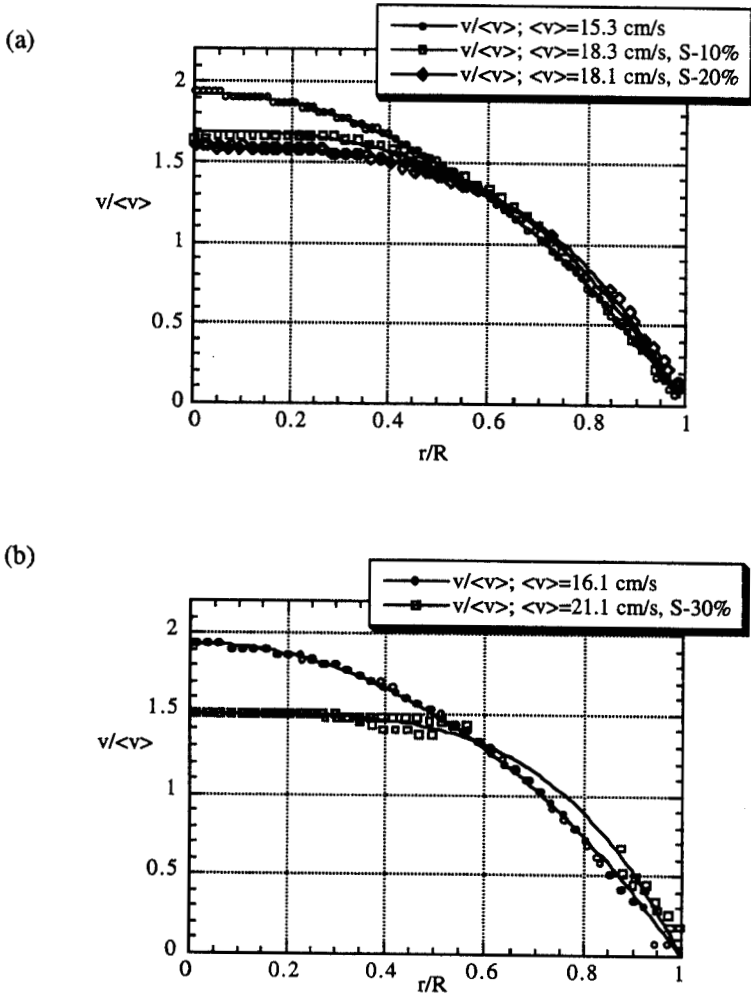 (a)
v/<v>; <v>=15.3 cm/s
v/<v>; <v>=18.3 cm/s, S-10%
v/<v>; <v>=18.1 cm/s, S-20%
2
1.5
v/<v>
1
0.5
0
0 0.2 0.4 0.6 0.8 1
r/R
(b)
v/<v>; <v>=16.1 cm/s
v/<v>; <v>=21.1 cm/s, S-30%
2
1.5
v/<v>
1
0.5
0
0 0.2 0.4 0.6 0.8 1
r/R